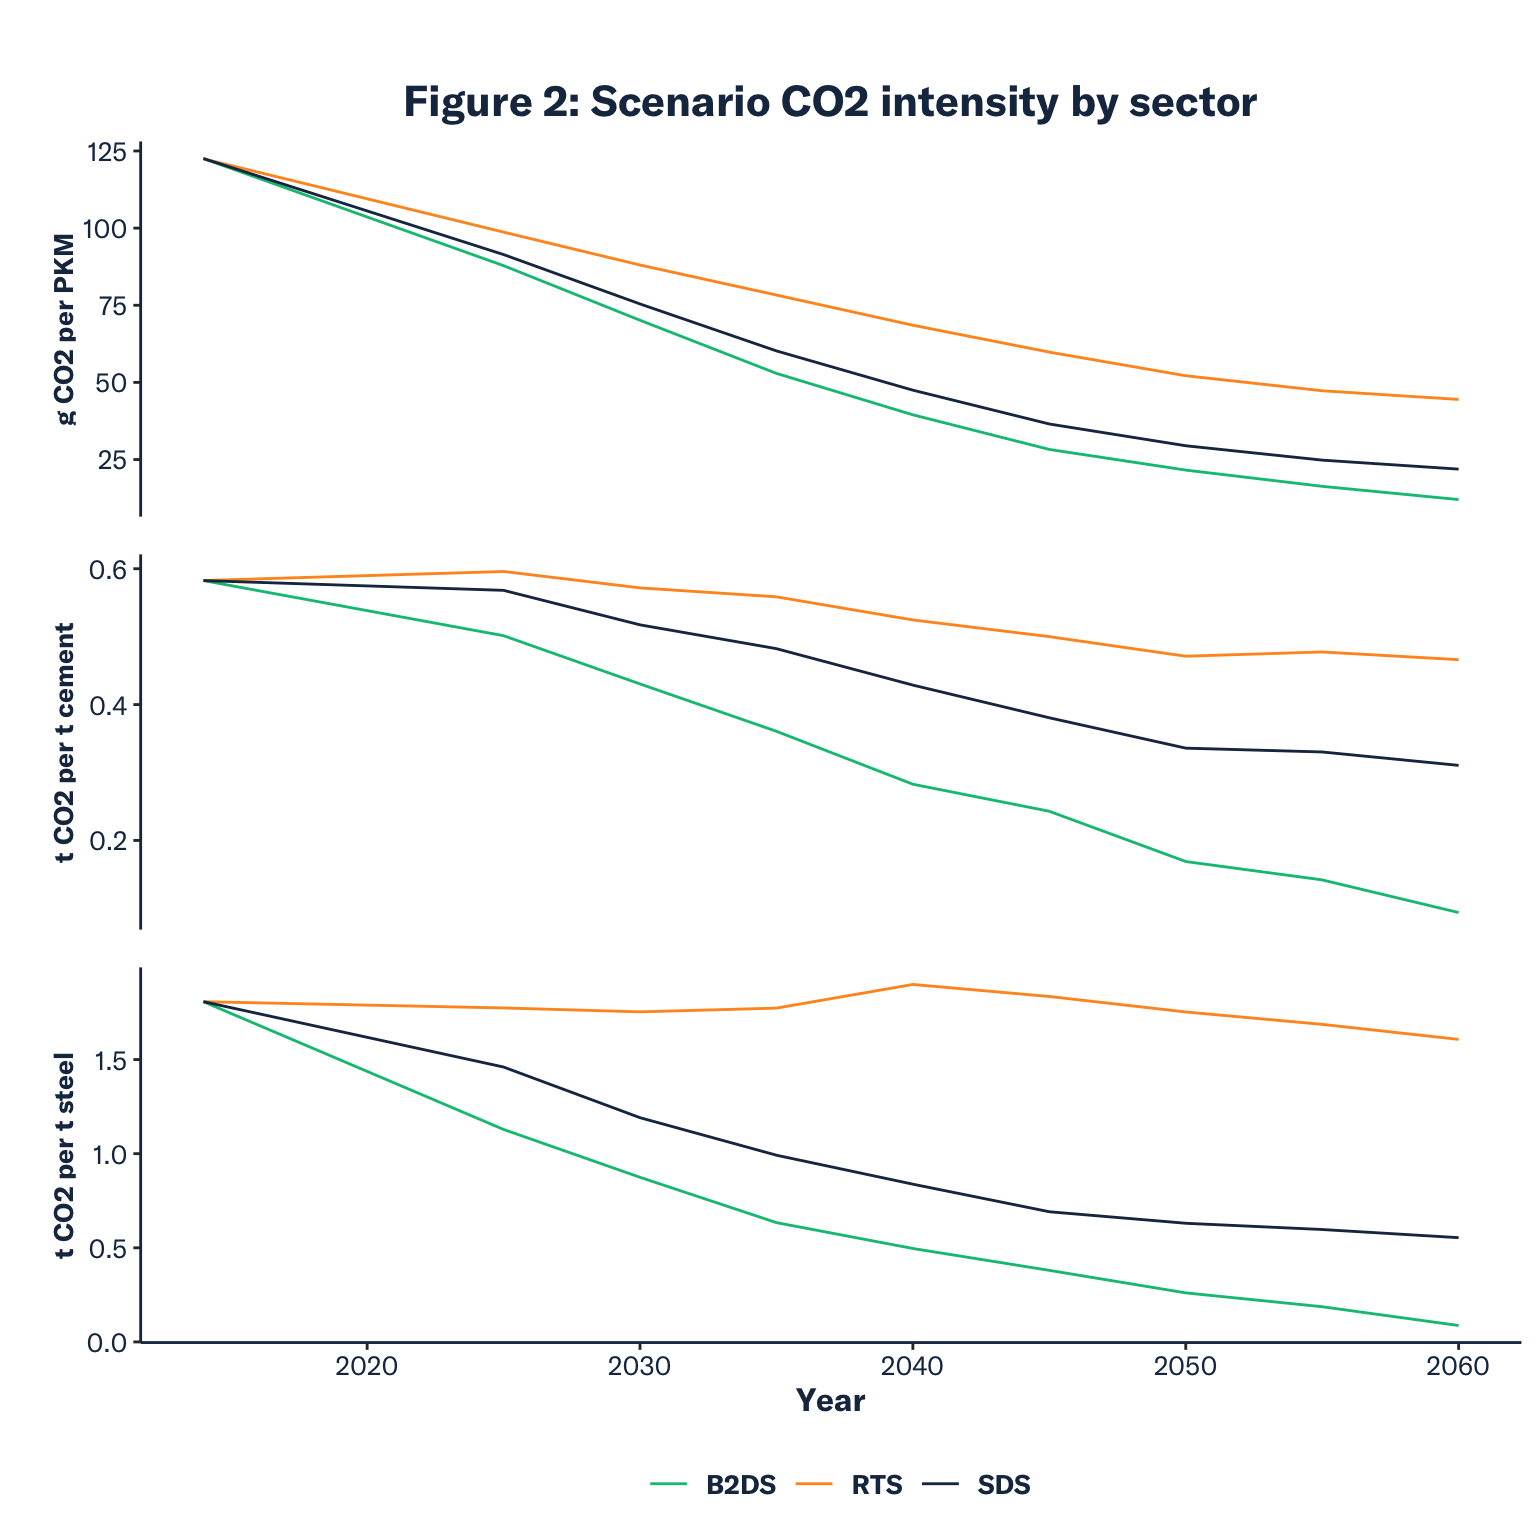 Figure 2: Scenario CO2 intensity by sector
g CO2 per PKM
125
100
75
50
25
t CO2 per t cement
0.6
0.4
0.2
t CO2 per t steel
1.5
1.0
0.5
0.0
2020 2030 2040 2050 2060
Year
B2DS RTS SDS